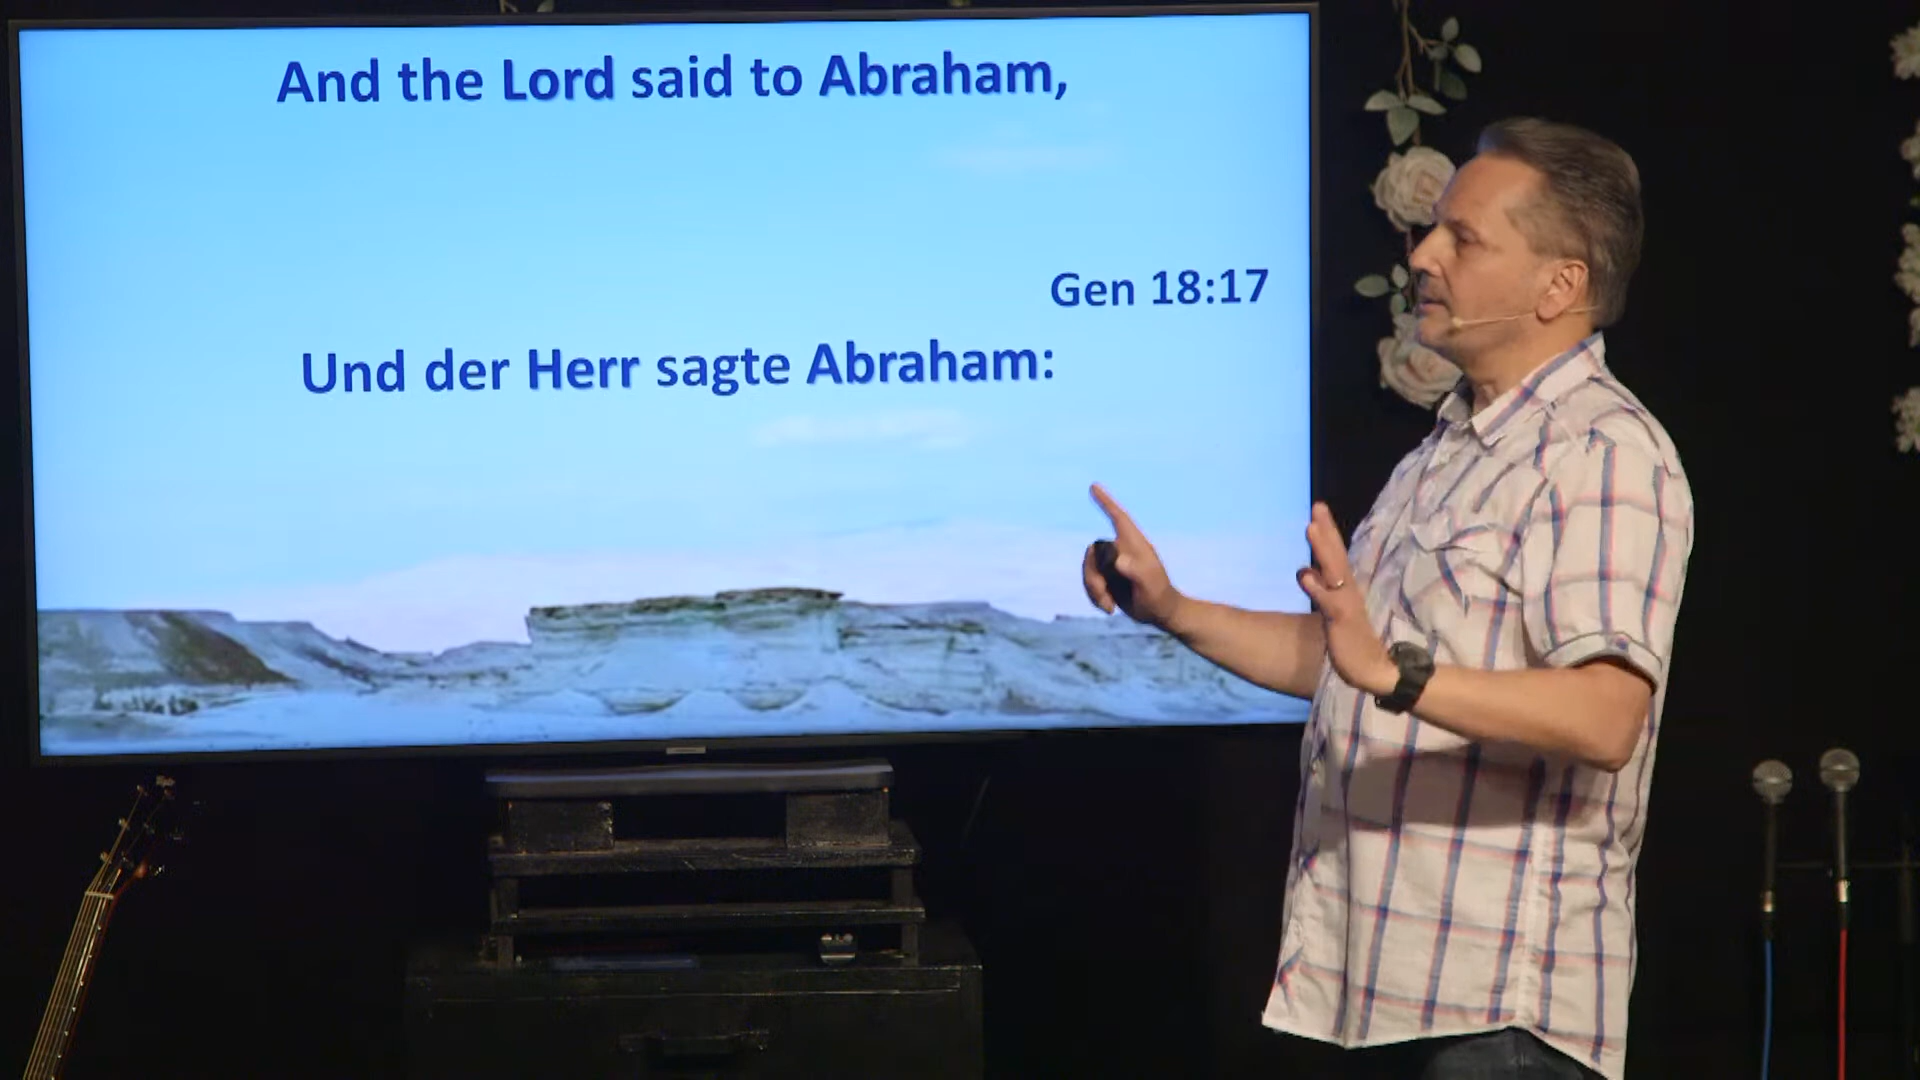 And the Lord said to Abraham,
Gen 18:17
Und der Herr sagte Abraham: